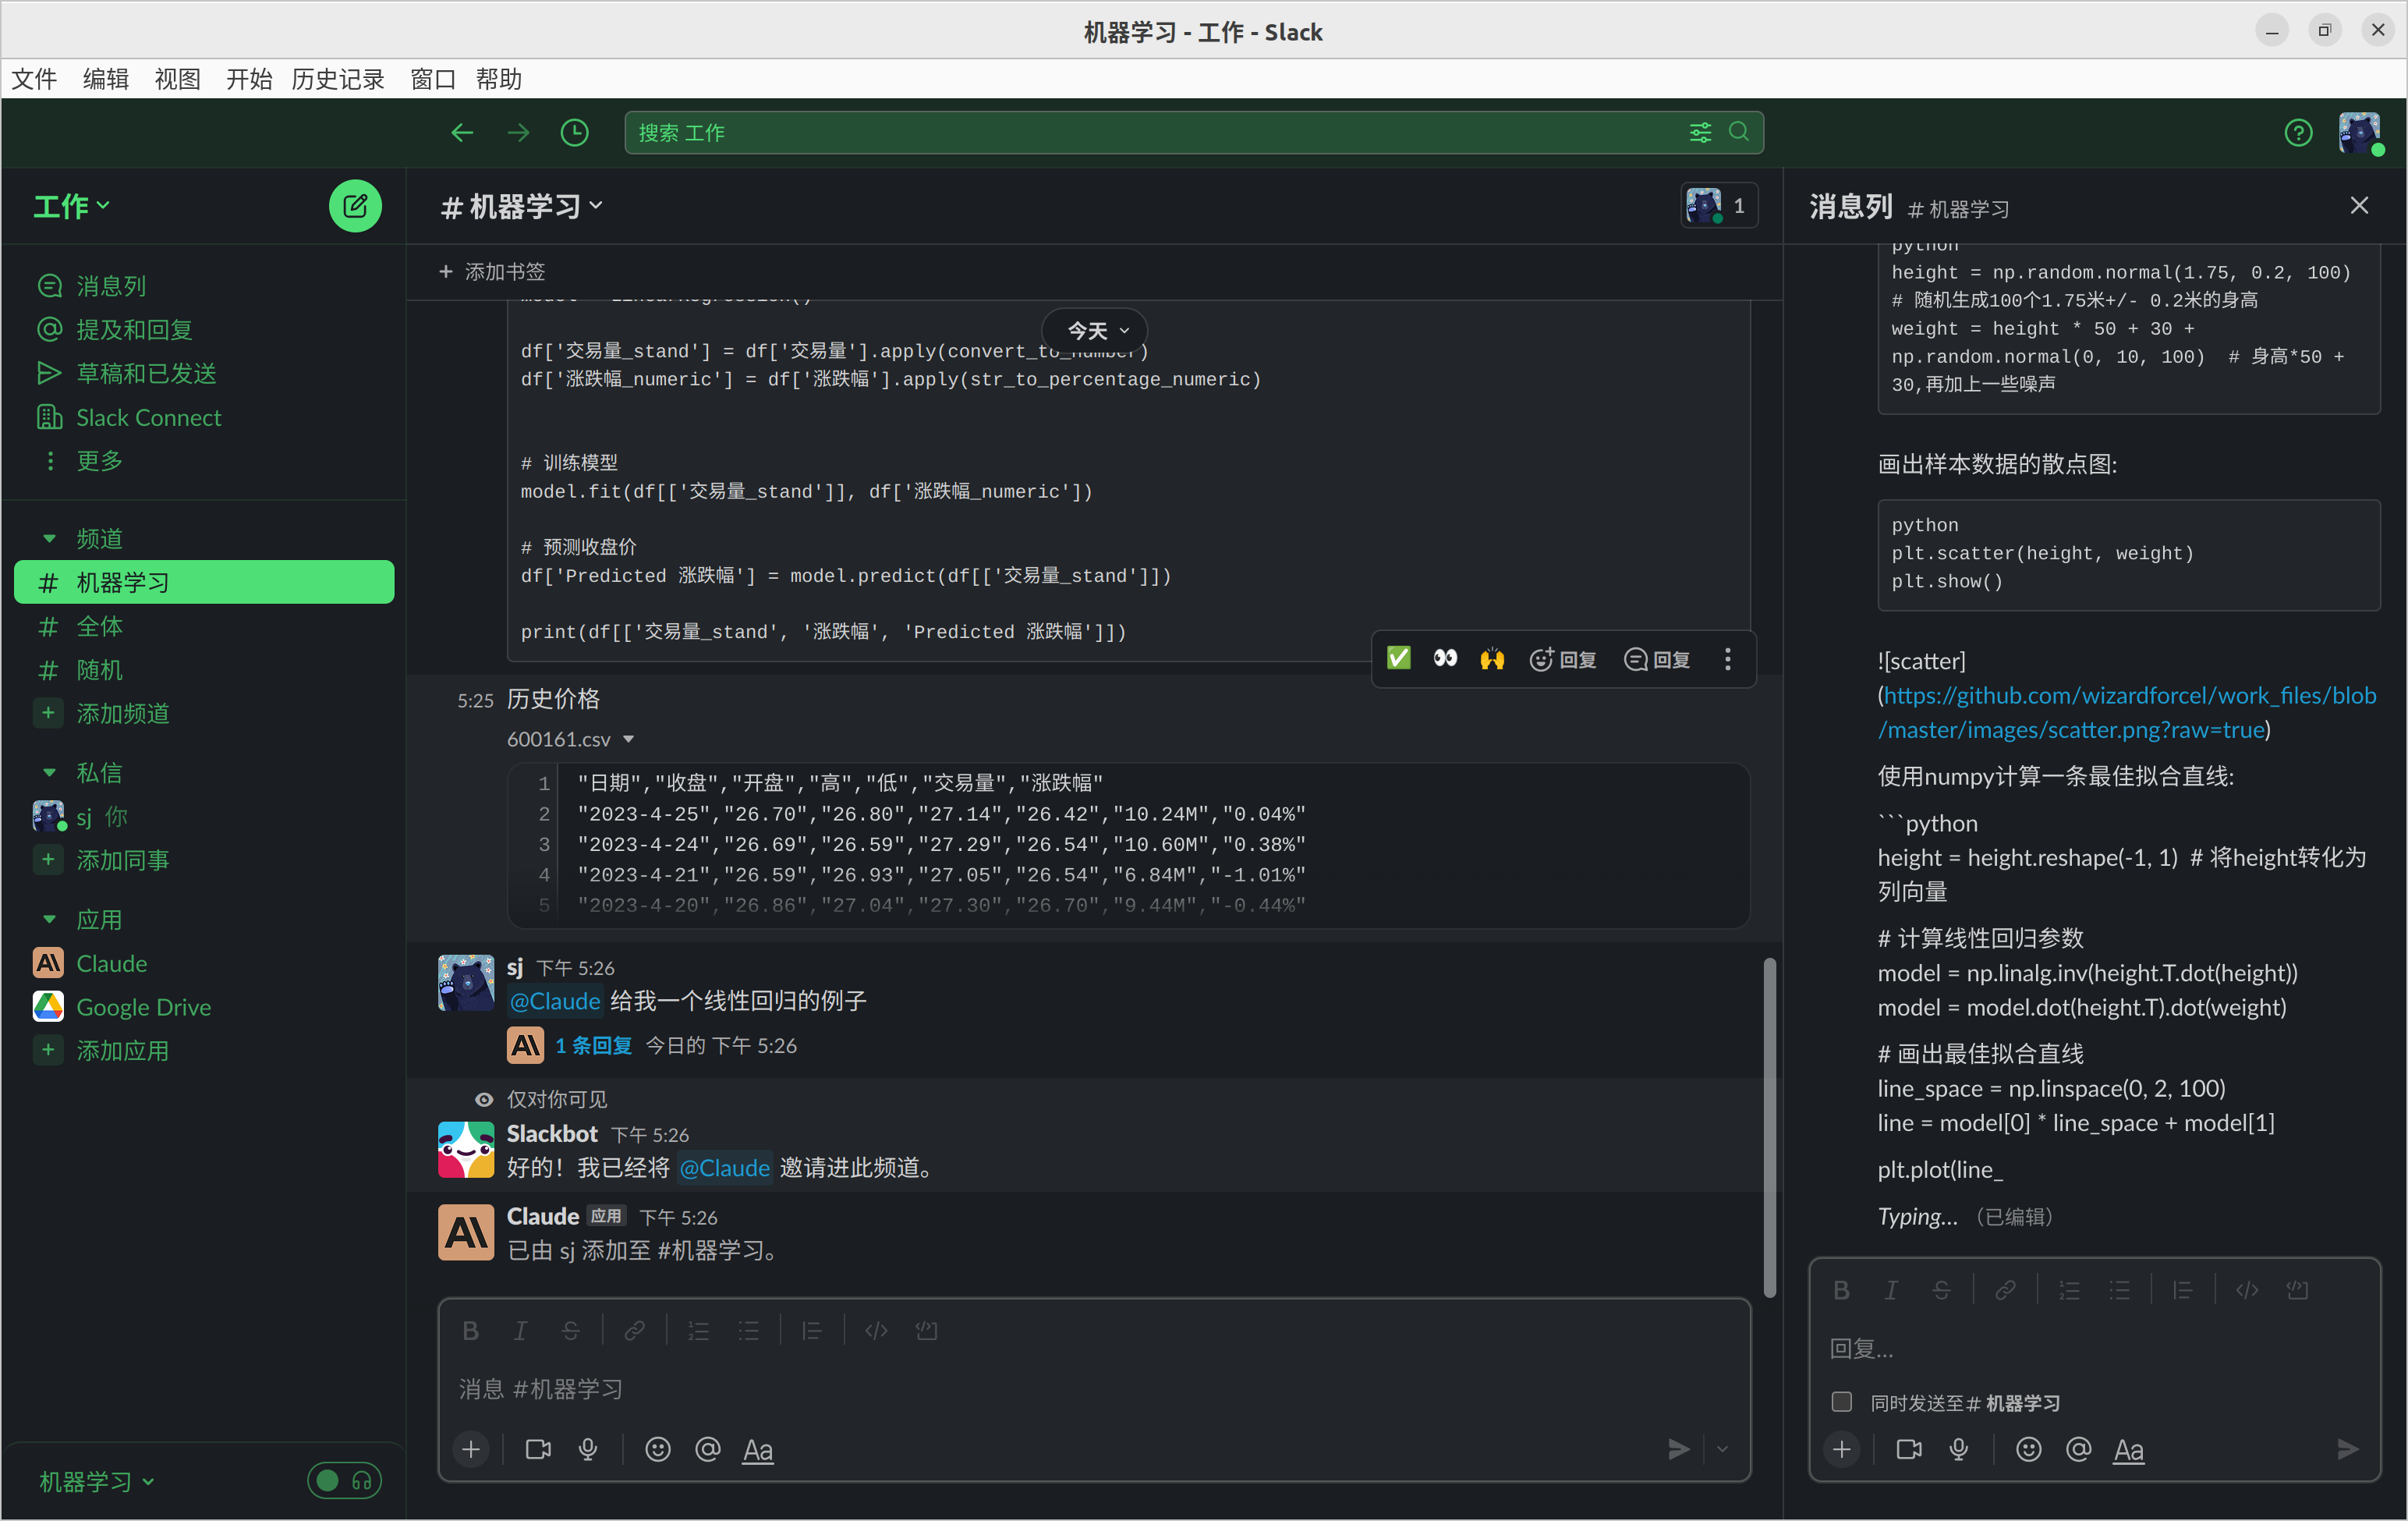 机器学习 - 工作 - Slack
文件 编辑 视图 开始 历史记录 窗口 帮助
搜索 工作
工作
消息列
提及和回复
草稿和已发送
Slack Connect
更多
频道
# 机器学习
# 全体
# 随机
+ 添加频道
私信
sj 你
+ 添加同事
应用
Claude
Google Drive
+ 添加应用
机器学习
# 机器学习
1
+ 添加书签
今天
model = LinearRegression()
df['交易量_stand'] = df['交易量'].apply(convert_to_number)
df['涨跌幅_numeric'] = df['涨跌幅'].apply(str_to_percentage_numeric)
# 训练模型
model.fit(df[['交易量_stand']], df['涨跌幅_numeric'])
# 预测收盘价
df['Predicted 涨跌幅'] = model.predict(df[['交易量_stand']])
print(df[['交易量_stand', '涨跌幅', 'Predicted 涨跌幅']])
回复 回复
5:25 历史价格
600161.csv
1 "日期","收盘","开盘","高","低","交易量","涨跌幅"
2 "2023-4-25","26.70","26.80","27.14","26.42","10.24M","0.04%"
3 "2023-4-24","26.69","26.59","27.29","26.54","10.60M","0.38%"
4 "2023-4-21","26.59","26.93","27.05","26.54","6.84M","-1.01%"
5 "2023-4-20","26.86","27.04","27.30","26.70","9.44M","-0.44%"
sj 下午 5:26
@Claude 给我一个线性回归的例子
1 条回复 今日的 下午 5:26
仅对你可见
Slackbot 下午 5:26
好的！我已经将 @Claude 邀请进此频道。
Claude 应用 下午 5:26
已由 sj 添加至 #机器学习。
消息 #机器学习
Aa
消息列 # 机器学习
python
height = np.random.normal(1.75, 0.2, 100)
# 随机生成100个1.75米+/- 0.2米的身高
weight = height * 50 + 30 +
np.random.normal(0, 10, 100)  # 身高*50 +
30,再加上一些噪声
画出样本数据的散点图:
python
plt.scatter(height, weight)
plt.show()
![scatter]
(https://github.com/wizardforcel/work_files/blob
/master/images/scatter.png?raw=true)
使用numpy计算一条最佳拟合直线:
```python
height = height.reshape(-1, 1)  # 将height转化为
列向量
# 计算线性回归参数
model = np.linalg.inv(height.T.dot(height))
model = model.dot(height.T).dot(weight)
# 画出最佳拟合直线
line_space = np.linspace(0, 2, 100)
line = model[0] * line_space + model[1]
plt.plot(line_
Typing... （已编辑）
回复...
同时发送至# 机器学习
Aa